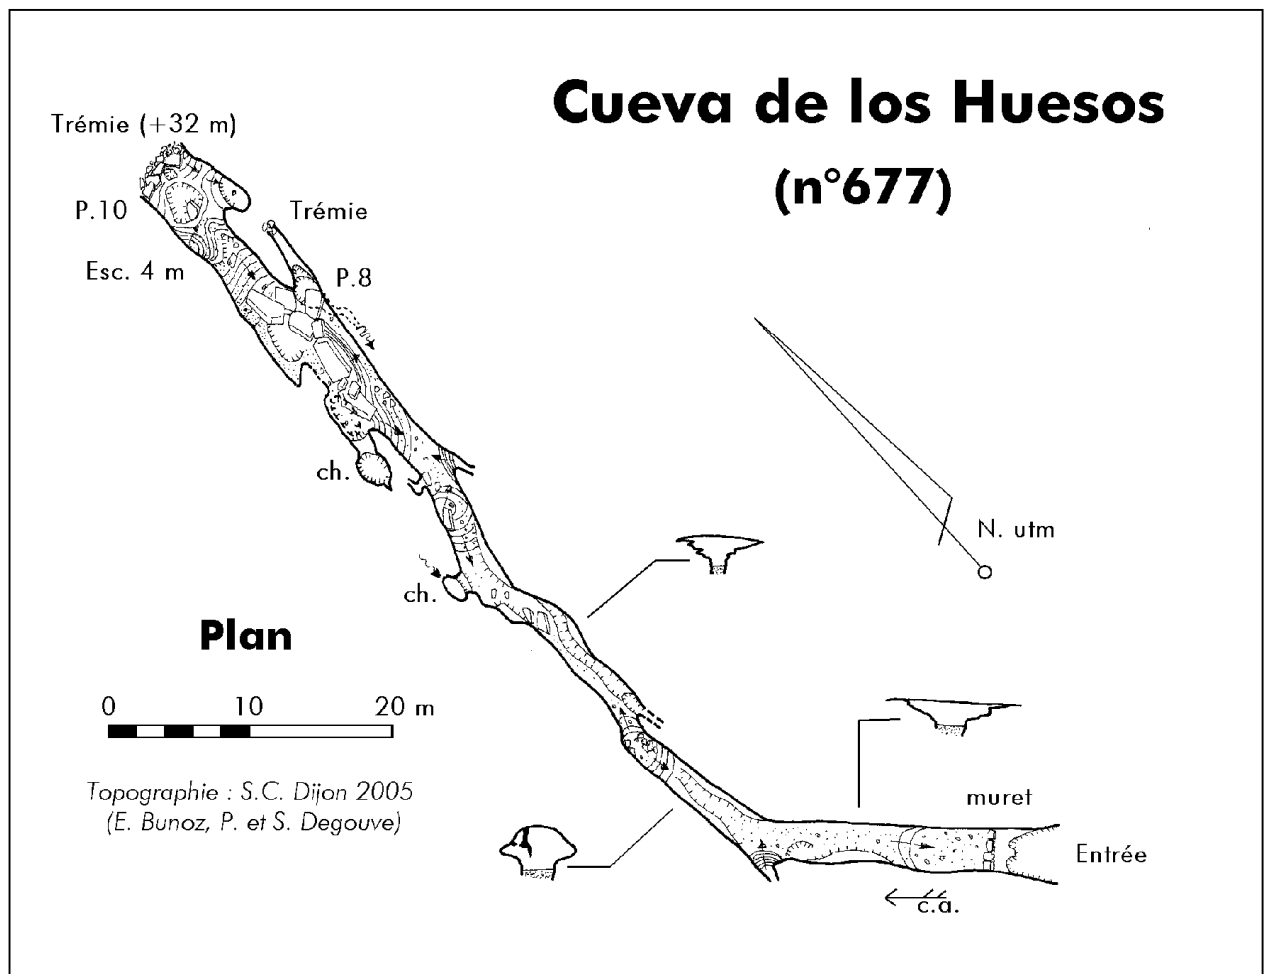 Cueva de los Huesos
(n°677)
Trémie (+32 m)
P.10
Trémie
Esc. 4 m
P.8
ch.
N. utm
ch.
Plan
0 10 20 m
Topographie : S.C. Dijon 2005
(E. Bunoz, P. et S. Degouve)
muret
Entrée
c.a.